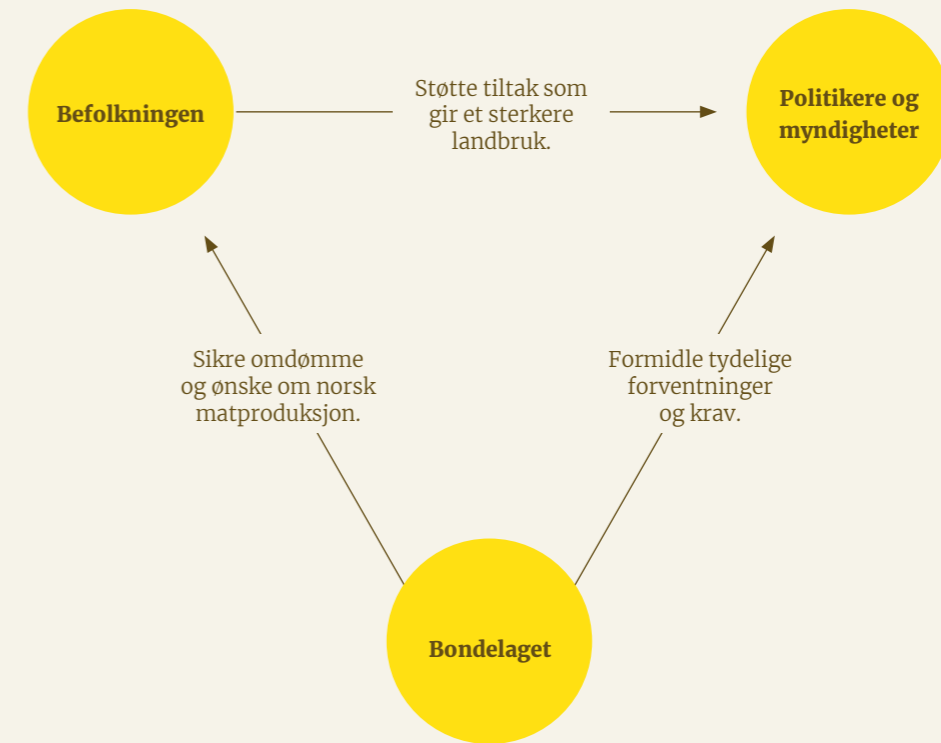 Befolkningen
Støtte tiltak som
gir et sterkere
landbruk.
Politikere og
myndigheter
Sikre omdømme
og ønske om norsk
matproduksjon.
Formidle tydelige
forventninger
og krav.
Bondelaget